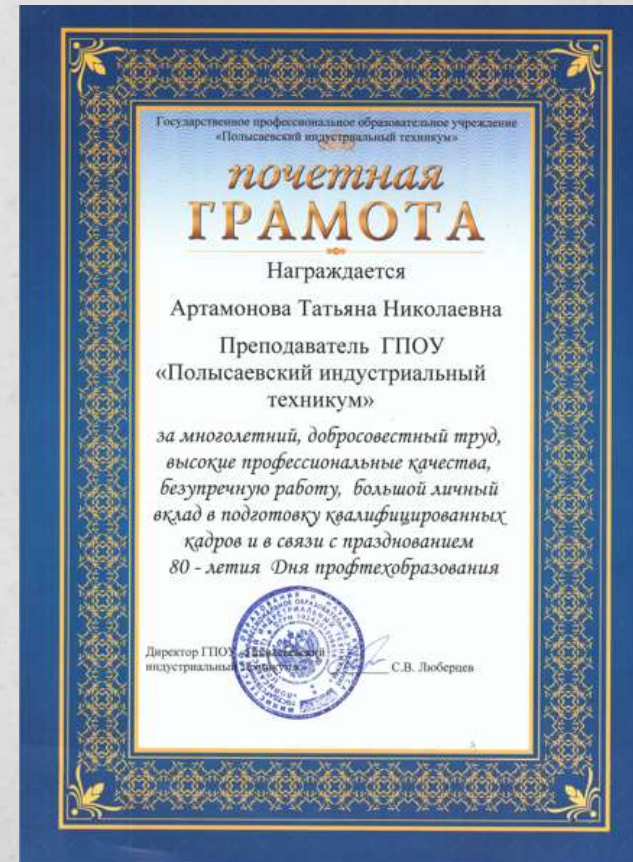 Государственное профессиональное образовательное учреждение
«Полысаевский индустриальный техникум»
почетная
ГРАМОТА
Награждается
Артамонова Татьяна Николаевна
Преподаватель ГПОУ
«Полысаевский индустриальный
техникум»
за многолетний, добросовестный труд,
высокие профессиональные качества,
безупречную работу, большой личный
вклад в подготовку квалифицированных
кадров и в связи с празднованием
80 - летия Дня профтехобразования
Директор ГПОУ «Полысаевский
индустриальный техникум» С.В. Люберцев